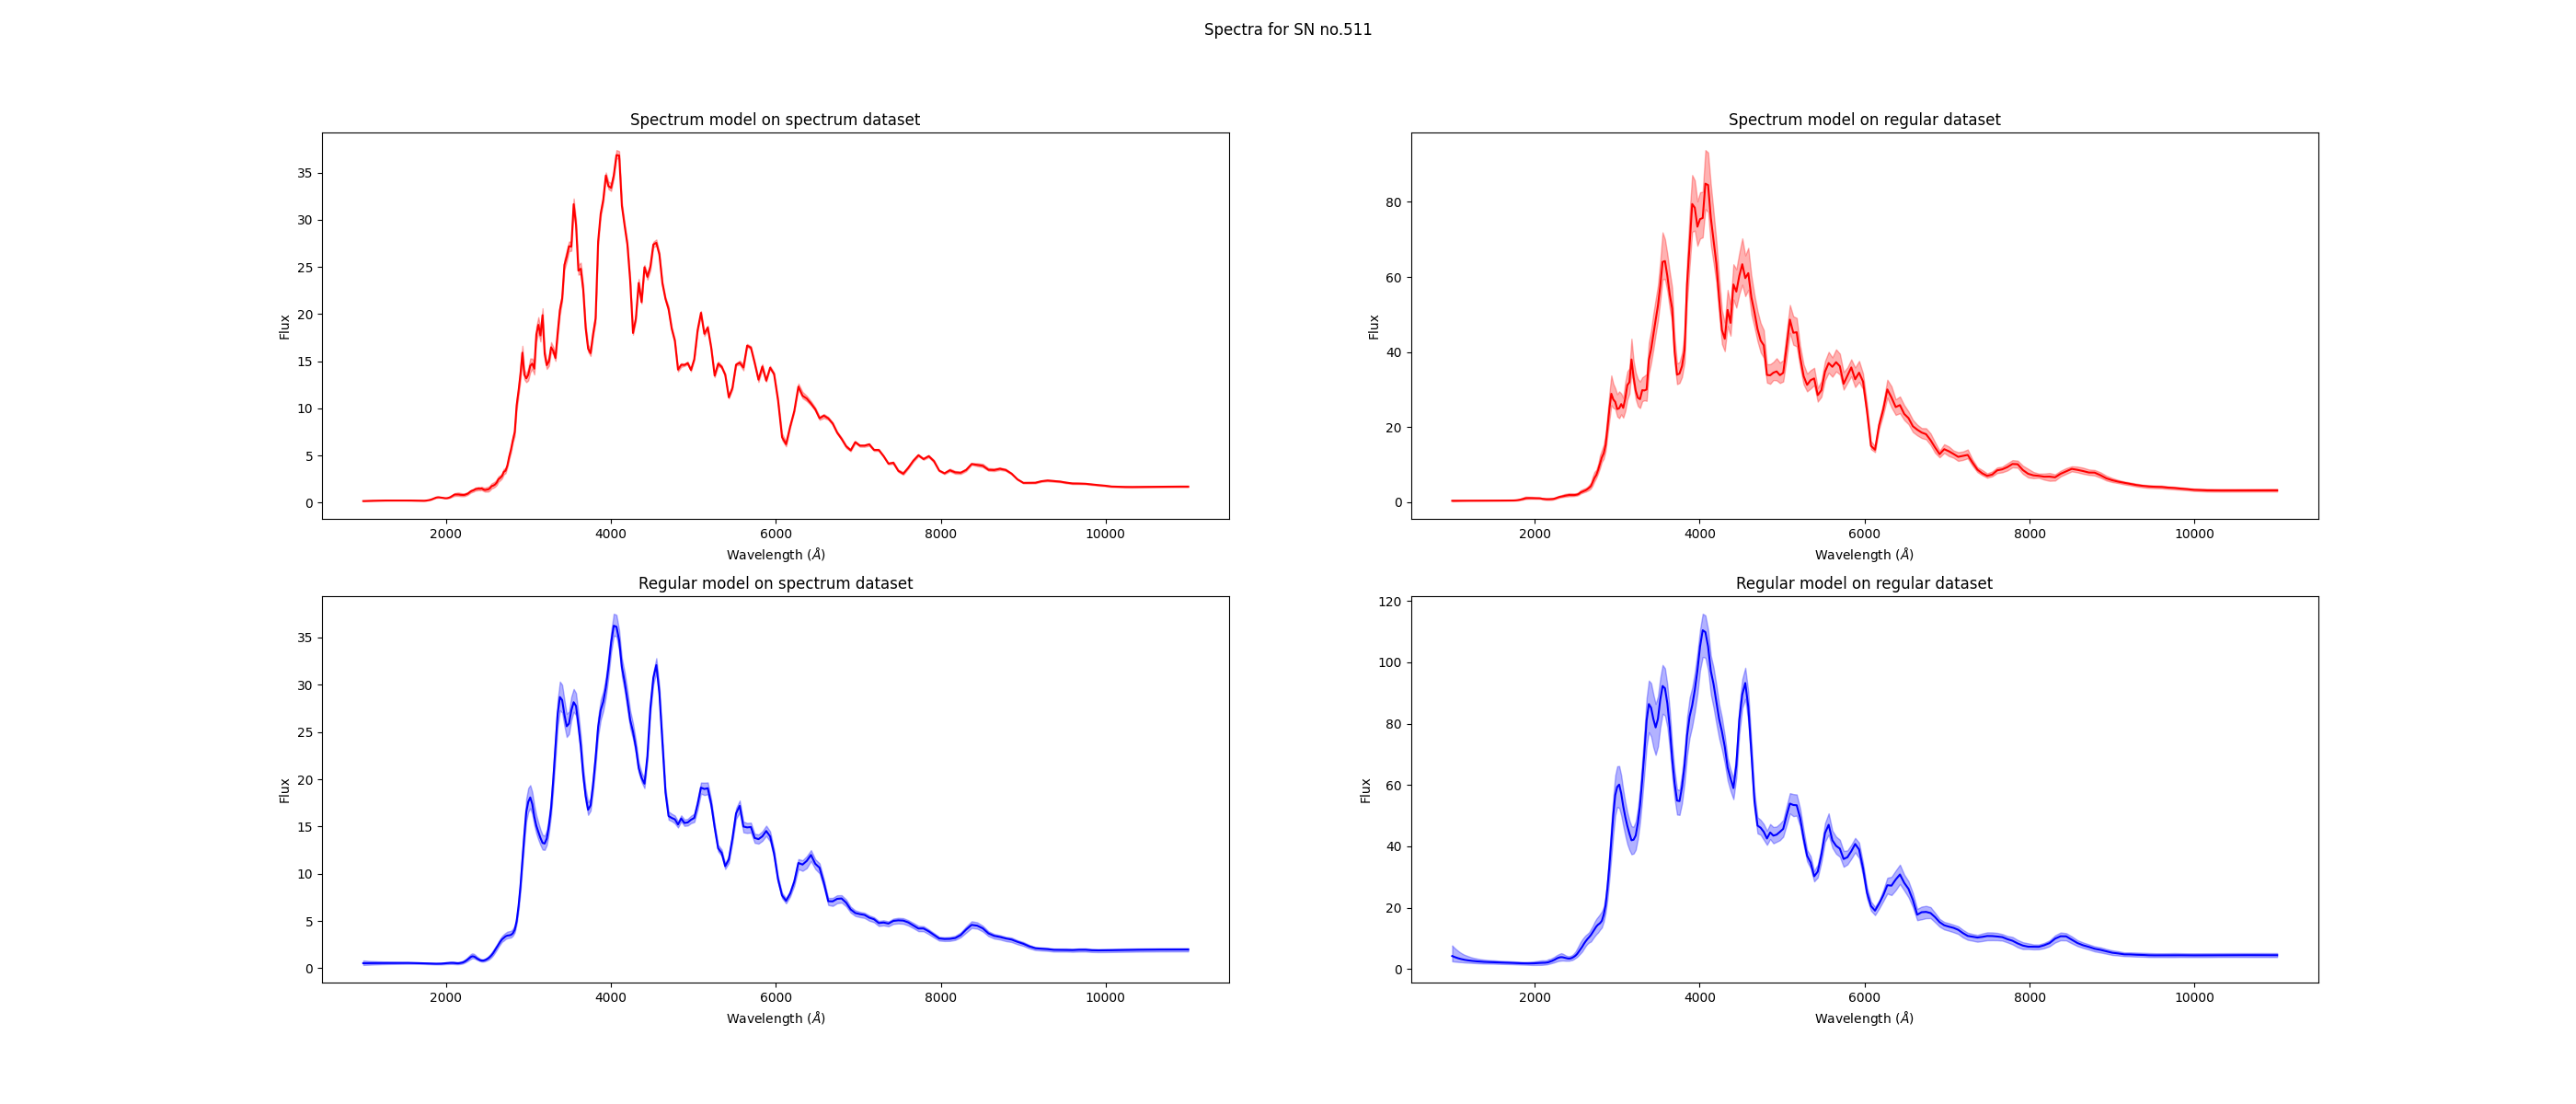 Spectra for SN no.511
Spectrum model on spectrum dataset
Flux
35
30
25
20
15
10
5
0
2000 4000 6000 8000 10000
Wavelength (Å)
Spectrum model on regular dataset
Flux
80
60
40
20
0
2000 4000 6000 8000 10000
Wavelength (Å)
Regular model on spectrum dataset
Flux
35
30
25
20
15
10
5
0
2000 4000 6000 8000 10000
Wavelength (Å)
Regular model on regular dataset
Flux
120
100
80
60
40
20
0
2000 4000 6000 8000 10000
Wavelength (Å)